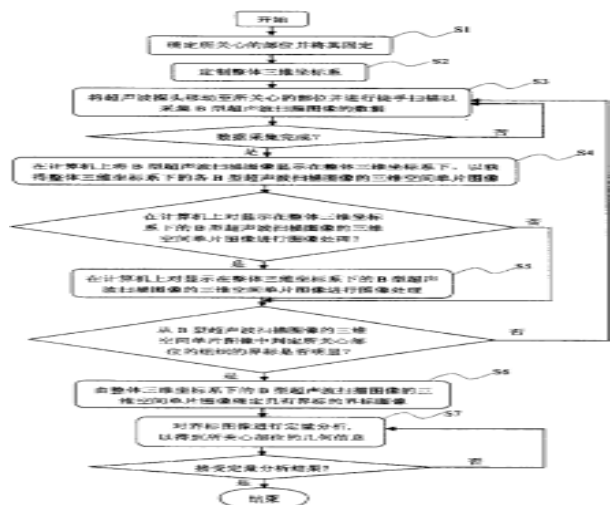 开始
S1
确定所关心的部位并将其固定
S2
定制整体三维坐标系
S3
将超声波探头移动至所关心的部位并进行徒手扫描以
采集B型超声波扫描图像的数据
数据采集完成?
否
是
S4
在计算机上将B型超声波扫描图像显示在整体三维坐标系下,以获
得整体三维坐标系下的各B型超声波扫描图像的三维空间单片图像
在计算机上对显示在整体三维坐标
系下的B型超声波扫描图像的三维
空间单片图像进行图像处理?
否
是
S5
在计算机上对显示在整体三维坐标系下的B型超声
波扫描图像的三维空间单片图像进行图像处理
从B型超声波扫描图像的三维
空间单片图像中判定所关心部
位的组织的界标是否明显?
否
是
S6
由整体三维坐标系下的B型超声波扫描图像的三
维空间单片图像确定具有界标的界标图像
S7
对界标图像进行定量分析,
以得到所关心部位的几何信息
接受定量分析结果?
否
是
结束